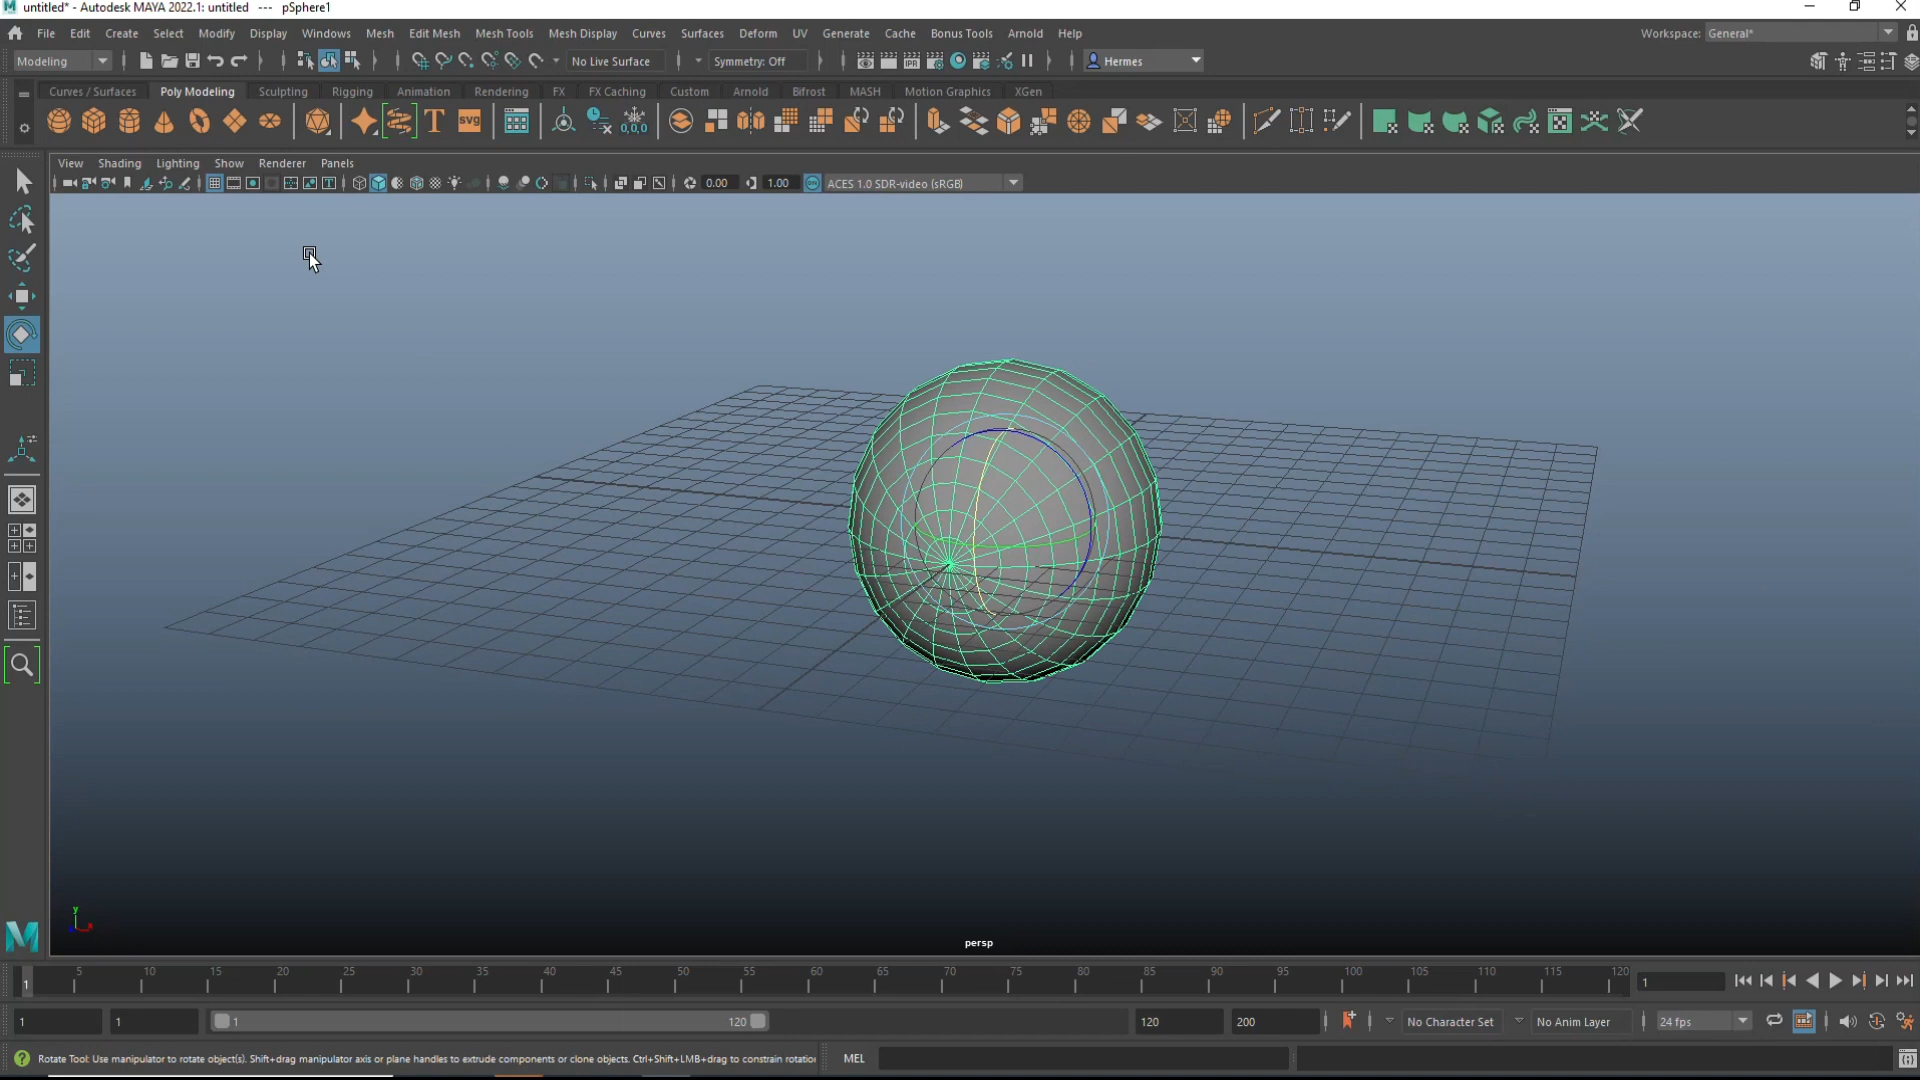 untitled* - Autodesk MAYA 2022.1: untitled --- pSphere1
File Edit Create Select Modify Display Windows Mesh Edit Mesh Mesh Tools Mesh Display Curves Surfaces Deform UV Generate Cache Bonus Tools Arnold Help Workspace: General*
Modeling No Live Surface Symmetry: Off IPR Hermes
Curves / Surfaces Poly Modeling Sculpting Rigging Animation Rendering FX FX Caching Custom Arnold Bifrost MASH Motion Graphics XGen
T SVG 0,0,0
View Shading Lighting Show Renderer Panels
0.00 1.00 ACES 1.0 SDR-video (sRGB)
y
x
persp
1 5 10 15 20 25 30 35 40 45 50 55 60 65 70 75 80 85 90 95 100 105 110 115 120 1
1 1 1 120 120 200 No Character Set No Anim Layer 24 fps
Rotate Tool: Use manipulator to rotate object(s). Shift+drag manipulator axis or plane handles to extrude components or clone objects. Ctrl+Shift+LMB+drag to constrain rotatio MEL